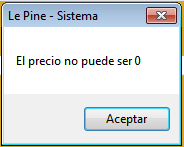 Le Pine - Sistema
El precio no puede ser 0
Aceptar